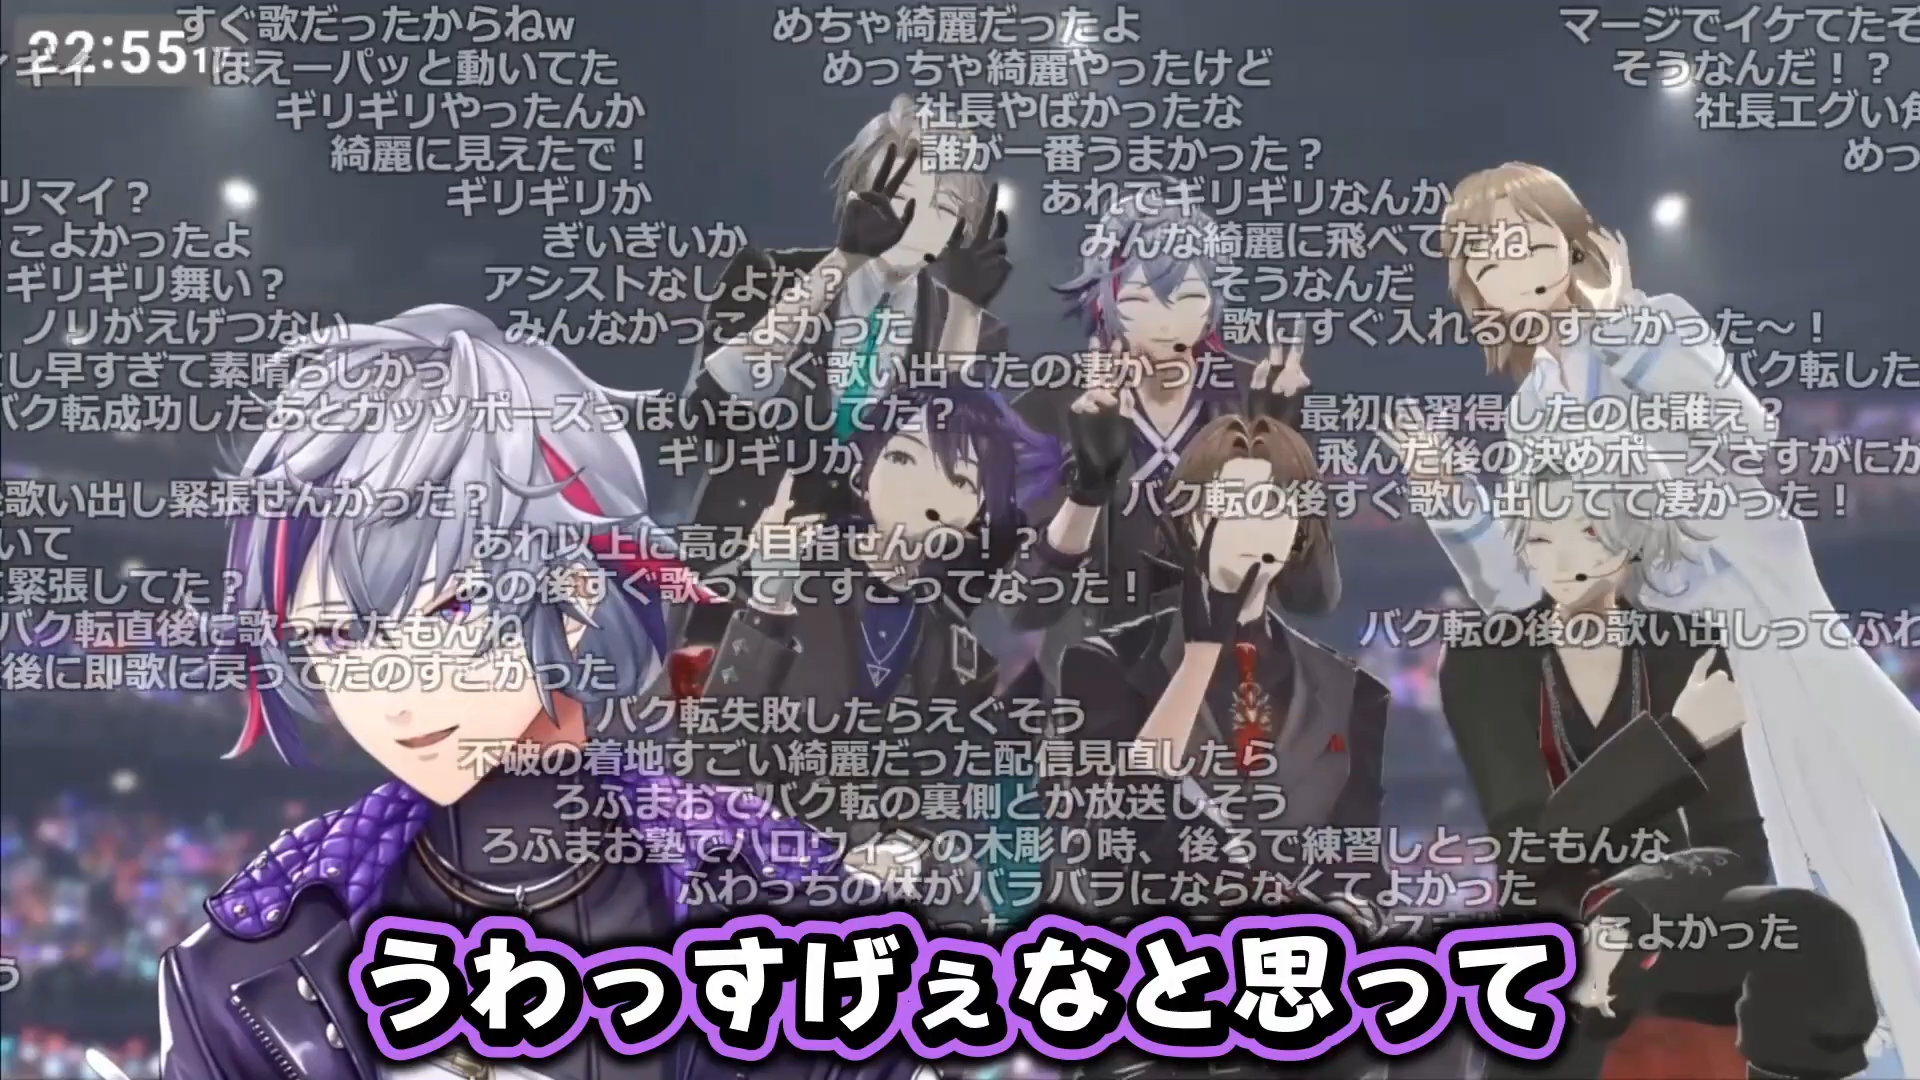 すぐ歌だったからねw
めちゃ綺麗だったよ
マージでイケてたそ
22:55
ほえーパッと動いてた
めっちゃ綺麗やったけど
そうなんだ！？
ギリギリやったんか
社長やばかったな
社長エグい角
綺麗に見えたで！
誰が一番うまかった？
めっ
リマイ？
ギリギリか
あれでギリギリなんか
こよかったよ
ぎいぎいか
みんな綺麗に飛べてたね
ギリギリ舞い？
アシストなしよな？
そうなんだ
ノリがえげつない
みんなかっこよかった
歌にすぐ入れるのすごかった～！
し早すぎて素晴らしかっ
すぐ歌い出てたの凄かった
バク転した
バク転成功したあとガッツポーズっぽいものしてた？
最初に習得したのは誰え？
ギリギリか
飛んだ後の決めポーズさすがにか
歌い出し緊張せんかった？
バク転の後すぐ歌い出してて凄かった！
いて
あれ以上に高み目指せんの！？
緊張してた？
あの後すぐ歌っててすごってなった！
バク転直後に歌ってたもんね
バク転の後の歌い出しってふわ
後に即歌に戻ってたのすごかった
バク転失敗したらえぐそう
不破の着地すごい綺麗だった配信見直したら
ろふまおでバク転の裏側とか放送しそう
ろふまお塾でハロウィンの木彫り時、後ろで練習しとったもんな
ふわっちの体がバラバラにならなくてよかった
こよかった
う
うわっすげぇなと思って